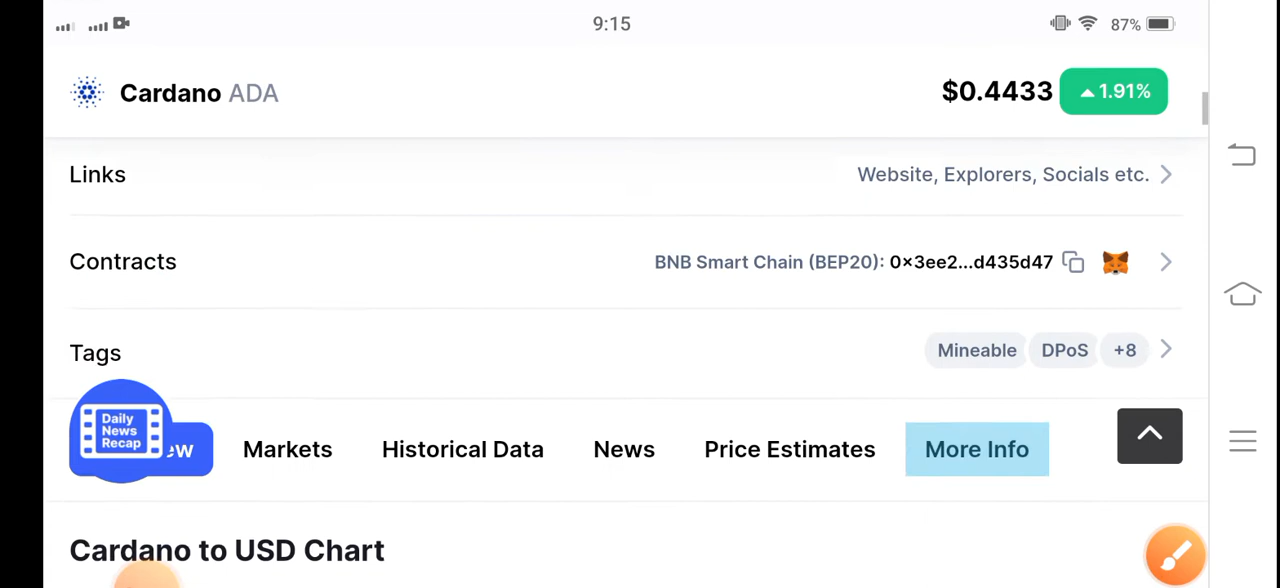 9:15
87%
Cardano ADA
$0.4433
1.91%
Links
Website, Explorers, Socials etc.
Contracts
BNB Smart Chain (BEP20): 0×3ee2...d435d47
Tags
Mineable DPoS +8
Daily
News
Recap
Markets Historical Data News Price Estimates More Info
Cardano to USD Chart